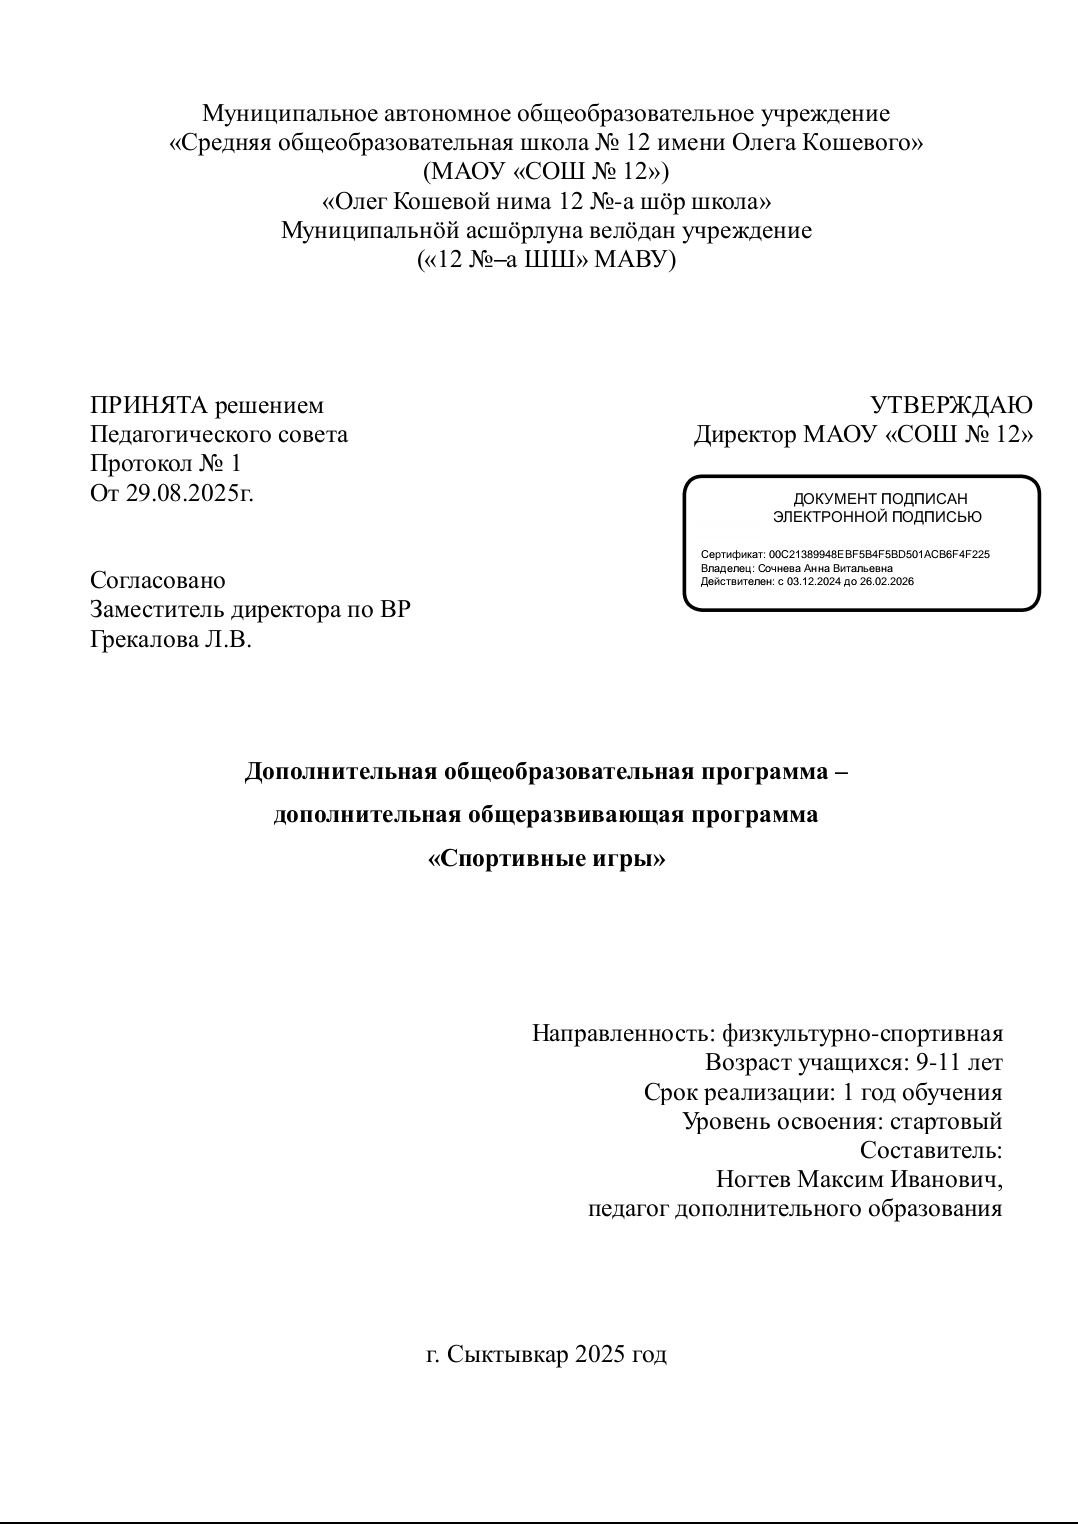 Муниципальное автономное общеобразовательное учреждение
«Средняя общеобразовательная школа № 12 имени Олега Кошевого»
(МАОУ «СОШ № 12»)
«Олег Кошевой нима 12 №-а шӧр школа»
Муниципальнӧй асшӧрлуна велӧдан учреждение
(«12 №–а ШШ» МАВУ)
ПРИНЯТА решением
Педагогического совета
Протокол № 1
От 29.08.2025г.
УТВЕРЖДАЮ
Директор МАОУ «СОШ № 12»
ДОКУМЕНТ ПОДПИСАН
ЭЛЕКТРОННОЙ ПОДПИСЬЮ
Сертификат: 00C21389948EBF5B4F5BD501ACB6F4F225
Владелец: Сочнева Анна Витальевна
Действителен: с 03.12.2024 до 26.02.2026
Согласовано
Заместитель директора по ВР
Грекалова Л.В.
Дополнительная общеобразовательная программа –
дополнительная общеразвивающая программа
«Спортивные игры»
Направленность: физкультурно-спортивная
Возраст учащихся: 9-11 лет
Срок реализации: 1 год обучения
Уровень освоения: стартовый
Составитель:
Ногтев Максим Иванович,
педагог дополнительного образования
г. Сыктывкар 2025 год